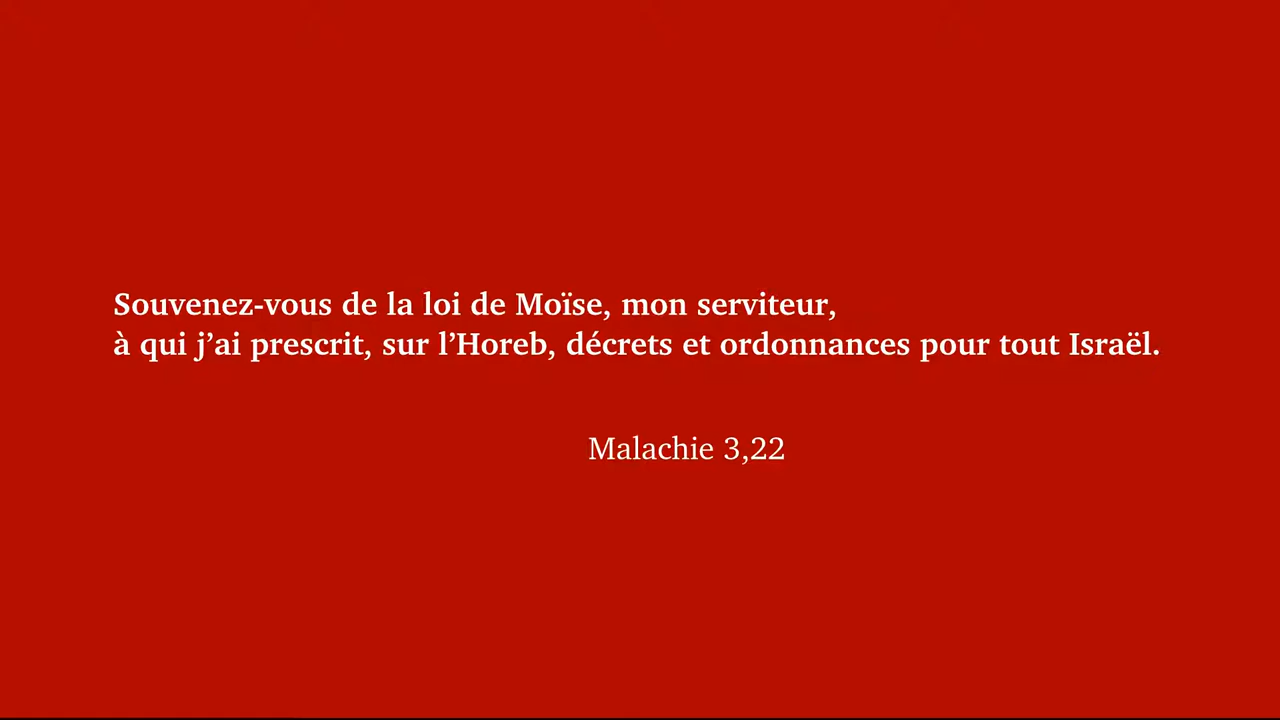 Souvenez-vous de la loi de Moïse, mon serviteur,
à qui j’ai prescrit, sur l’Horeb, décrets et ordonnances pour tout Israël.
Malachie 3,22